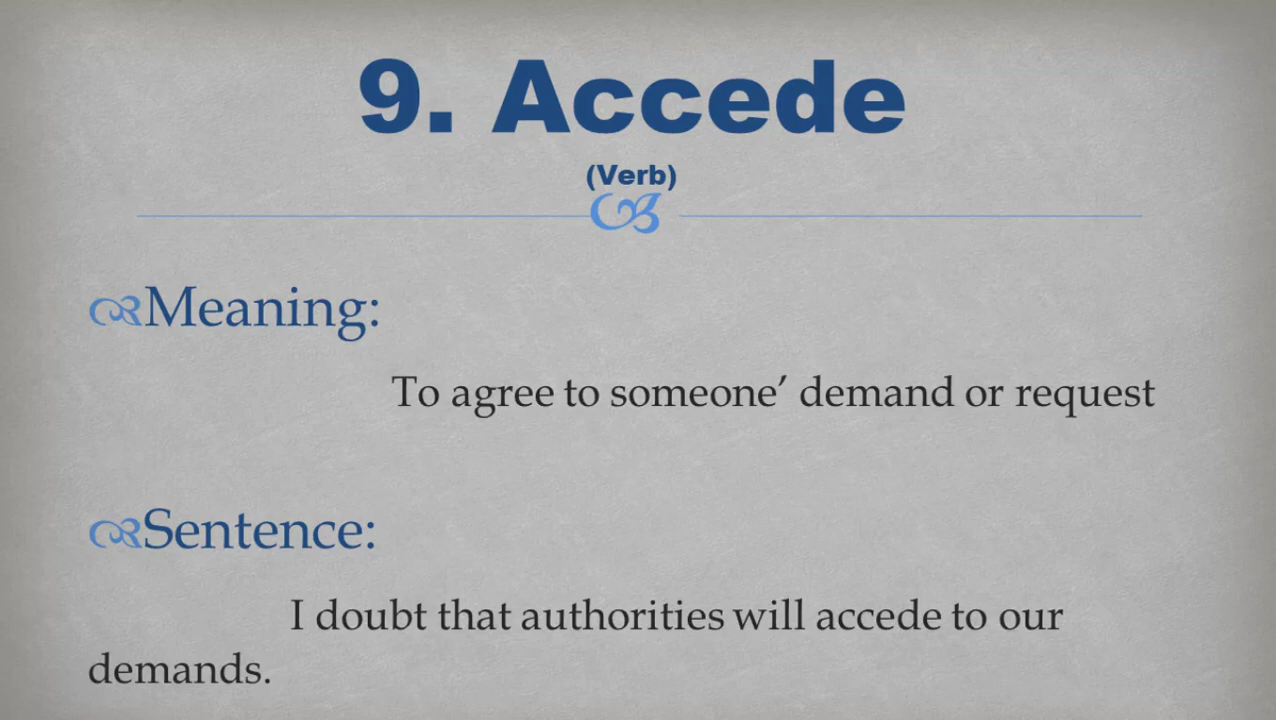 9. Accede
(Verb)
Meaning:
To agree to someone’ demand or request
Sentence:
I doubt that authorities will accede to our
demands.